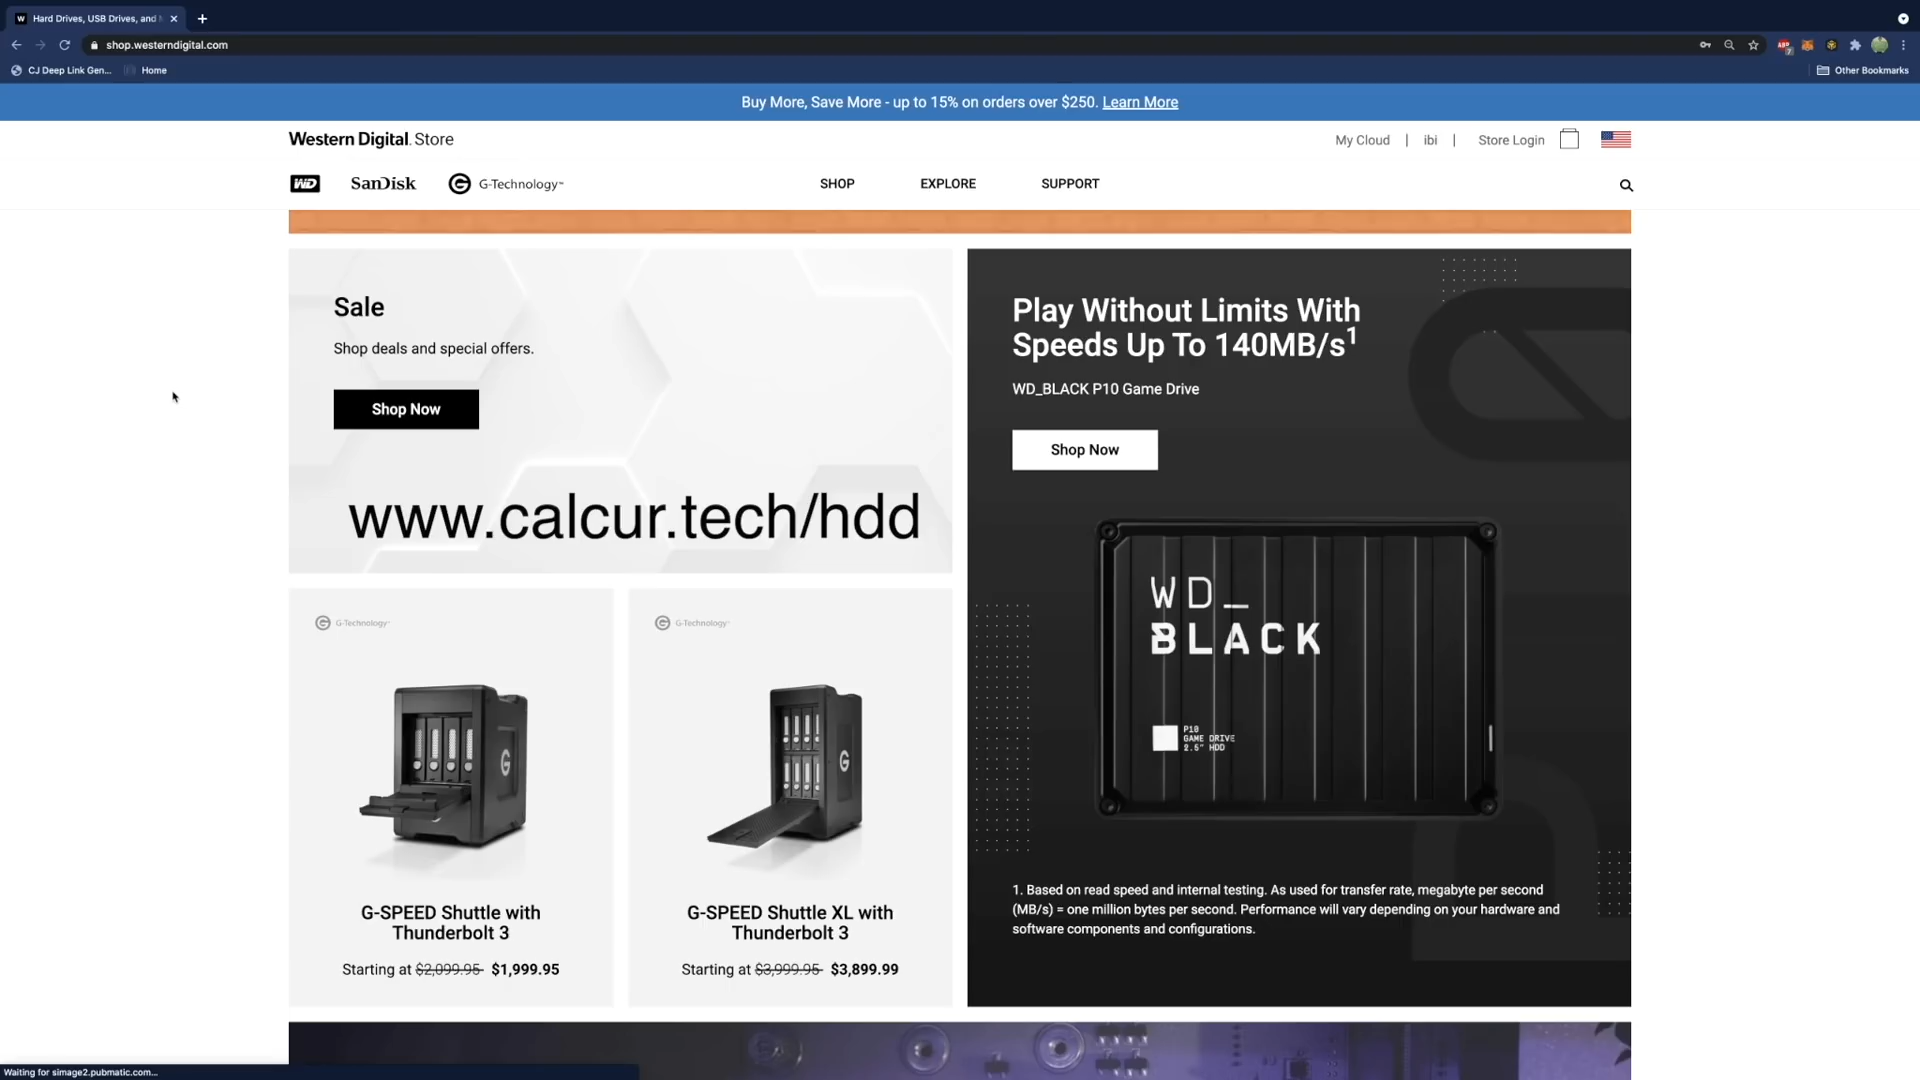 Hard Drives, USB Drives, and
shop.westerndigital.com
CJ Deep Link Gen...
Home
Other Bookmarks
Buy More, Save More - up to 15% on orders over $250. Learn More
Western Digital. Store
My Cloud | ibi | Store Login
WD
SanDisk
G-Technology™
SHOP
EXPLORE
SUPPORT
Sale
Shop deals and special offers.
Shop Now
www.calcur.tech/hdd
Play Without Limits With
Speeds Up To 140MB/s1
WD_BLACK P10 Game Drive
Shop Now
WD_
BLACK
P10
GAME DRIVE
2.5" HDD
1. Based on read speed and internal testing. As used for transfer rate, megabyte per second
(MB/s) = one million bytes per second. Performance will vary depending on your hardware and
software components and configurations.
G-Technology™
G-SPEED Shuttle with
Thunderbolt 3
Starting at $2,099.95 $1,999.95
G-Technology™
G-SPEED Shuttle XL with
Thunderbolt 3
Starting at $3,999.95 $3,899.99
Waiting for simage2.pubmatic.com...